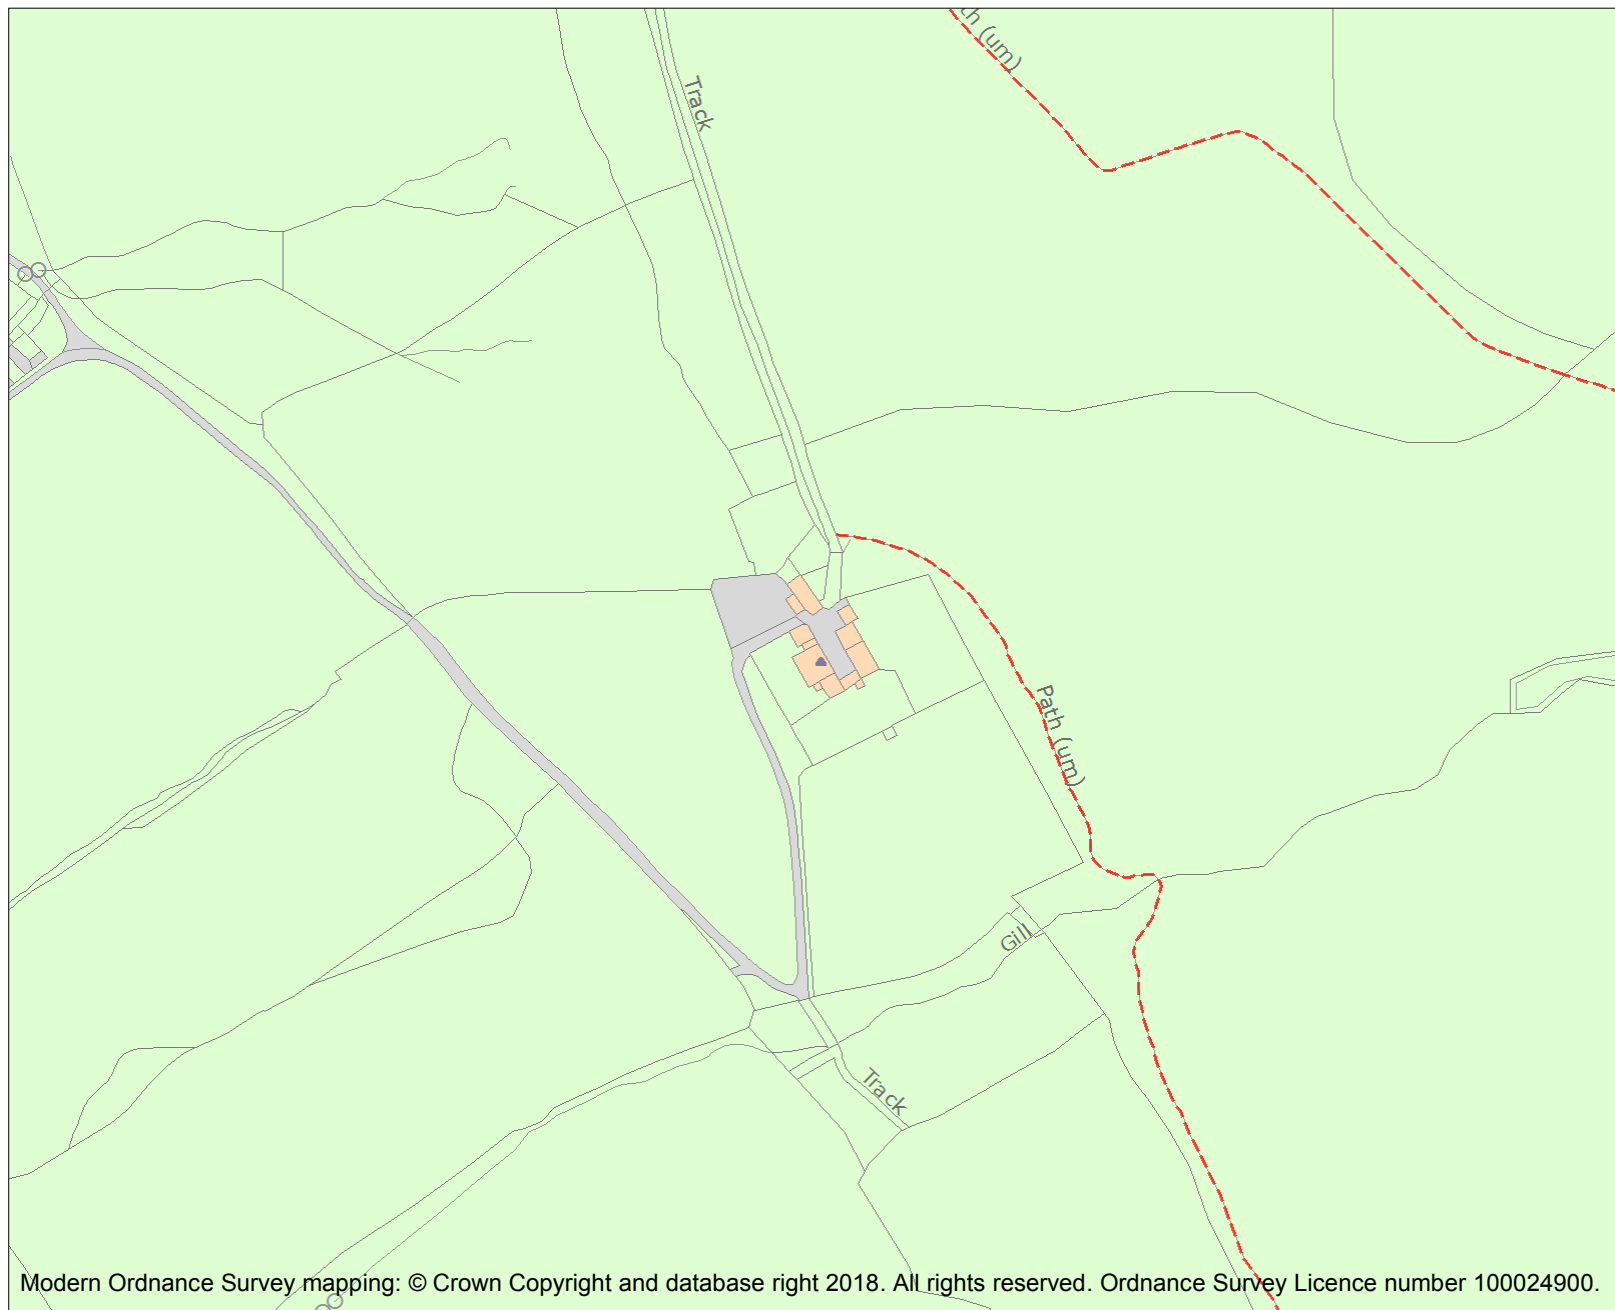 th (um)
Track
Path (um)
Gill
Track
Modern Ordnance Survey mapping: © Crown Copyright and database right 2018. All rights reserved. Ordnance Survey Licence number 100024900.